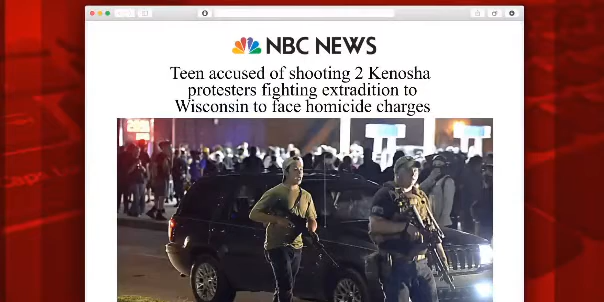 NBC NEWS
Teen accused of shooting 2 Kenosha
protesters fighting extradition to
Wisconsin to face homicide charges